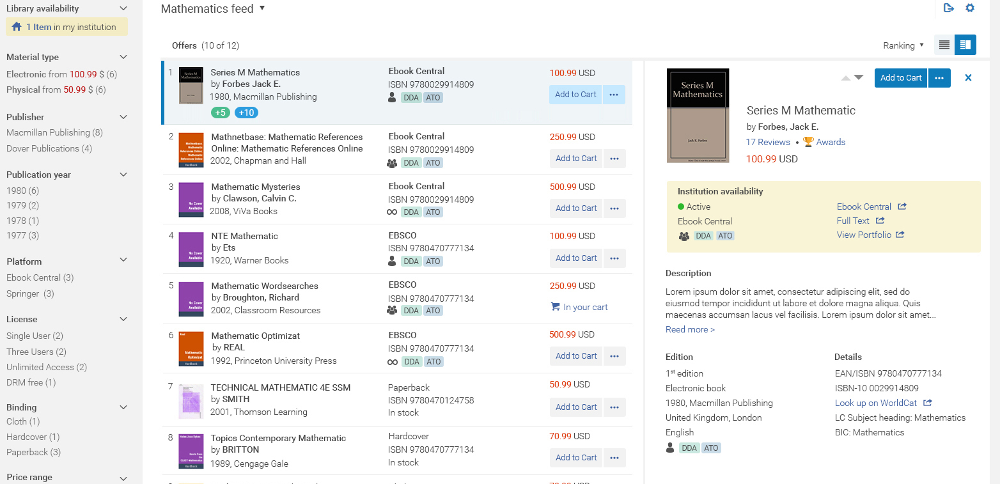 Library availability
1 Item in my institution
Material type
Electronic from 100.99 $ (6)
Physical from 50.99 $ (6)
Publisher
Macmillan Publishing (8)
Dover Publications (4)
Publication year
1980 (6)
1979 (2)
1978 (1)
1977 (3)
Platform
Ebook Central (3)
Springer (3)
License
Single User (2)
Three Users (2)
Unlimited Access (2)
DRM free (1)
Binding
Cloth (1)
Hardcover (1)
Paperback (3)
Price range
Mathematics feed
Offers (10 of 12)
Ranking
1
Series M
Mathematics
Series M Mathematics
by Forbes Jack E.
1980, Macmillan Publishing
+5 +10
Ebook Central
ISBN 9780029914809
DDA ATO
100.99 USD
Add to Cart
2
Mathnetbase:
Mathematic
References Online:
Mathematic
References Online
Handbook
Mathnetbase: Mathematic References
Online: Mathematic References Online
2002, Chapman and Hall
Ebook Central
ISBN 9780029914809
DDA ATO
250.99 USD
Add to Cart
3
No Cover
Available
Mathematic Mysteries
by Clawson, Calvin C.
2008, ViVa Books
Ebook Central
ISBN 9780029914809
DDA ATO
500.99 USD
Add to Cart
4
No Cover
Available
NTE Mathematic
by Ets
1920, Warner Books
EBSCO
ISBN 9780470777134
DDA ATO
100.99 USD
Add to Cart
5
No Cover
Available
Mathematic Wordsearches
by Broughton, Richard
2002, Classroom Resources
EBSCO
ISBN 9780470777134
DDA ATO
250.99 USD
In your cart
6
Real
Mathematic
Optimizat
Handbook
Mathematic Optimizat
by REAL
1992, Princeton University Press
EBSCO
ISBN 9780470777134
DDA ATO
500.99 USD
Add to Cart
7
TECHNICAL MATHEMATIC 4E SSM
by SMITH
2001, Thomson Learning
Paperback
ISBN 9780470124758
In stock
50.99 USD
Add to Cart
8
Handbook
Topics Contemporary Mathematic
by BRITTON
1989, Cengage Gale
Hardcover
ISBN 9780470777134
In stock
70.99 USD
Add to Cart
Series M
Mathematics
Jack E. Forbes
Note: This is not the actual book cover
Add to Cart
Series M Mathematic
by Forbes, Jack E.
17 Reviews • Awards
100.99 USD
Institution availability
Active
Ebook Central
DDA ATO
Ebook Central
Full Text
View Portfolio
Description
Lorem ipsum dolor sit amet, consectetur adipiscing elit, sed do
eiusmod tempor incididunt ut labore et dolore magna aliqua. Quis
maecenas accumsan lacus vel facilisis. Lorem ipsum dolor sit amet...
Reed more >
Edition
1st edition
Electronic book
1980, Macmillan Publishing
United Kingdom, London
English
DDA ATO
Details
EAN/ISBN 9780470777134
ISBN-10 0029914809
Look up on WorldCat
LC Subject heading: Mathematics
BIC: Mathematics